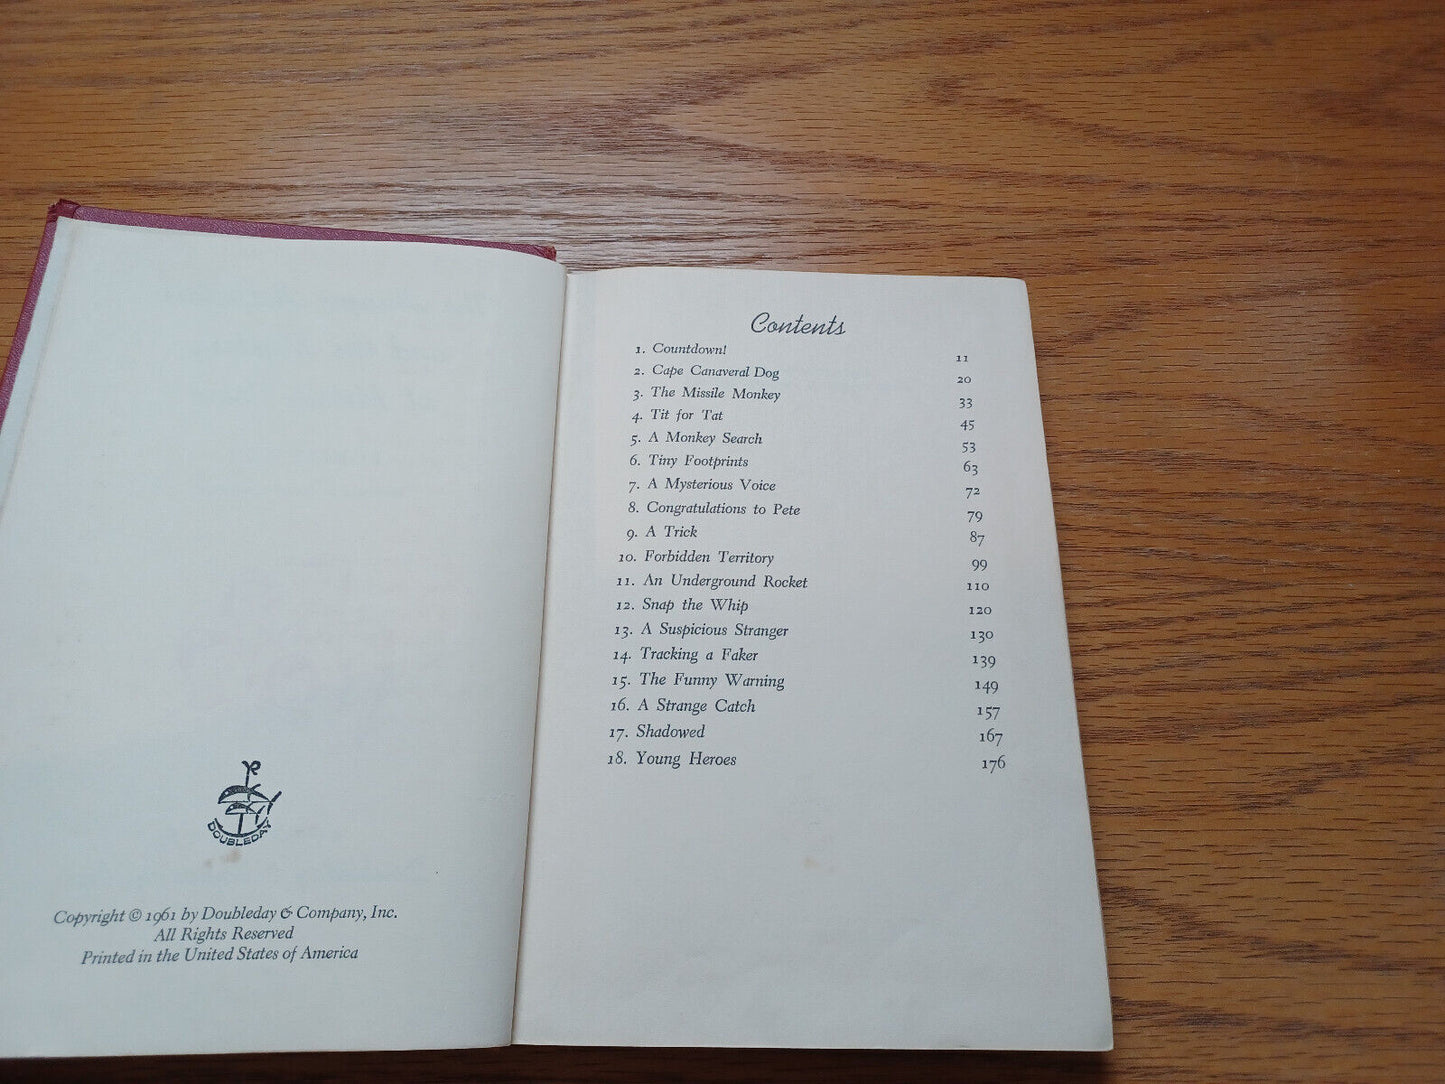 DOUBLEDAY
Copyright © 1961 by Doubleday & Company, Inc.
All Rights Reserved
Printed in the United States of America
Contents
1. Countdown! 11
2. Cape Canaveral Dog 20
3. The Missile Monkey 33
4. Tit for Tat 45
5. A Monkey Search 53
6. Tiny Footprints 63
7. A Mysterious Voice 72
8. Congratulations to Pete 79
9. A Trick 87
10. Forbidden Territory 99
11. An Underground Rocket 110
12. Snap the Whip 120
13. A Suspicious Stranger 130
14. Tracking a Faker 139
15. The Funny Warning 149
16. A Strange Catch 157
17. Shadowed 167
18. Young Heroes 176